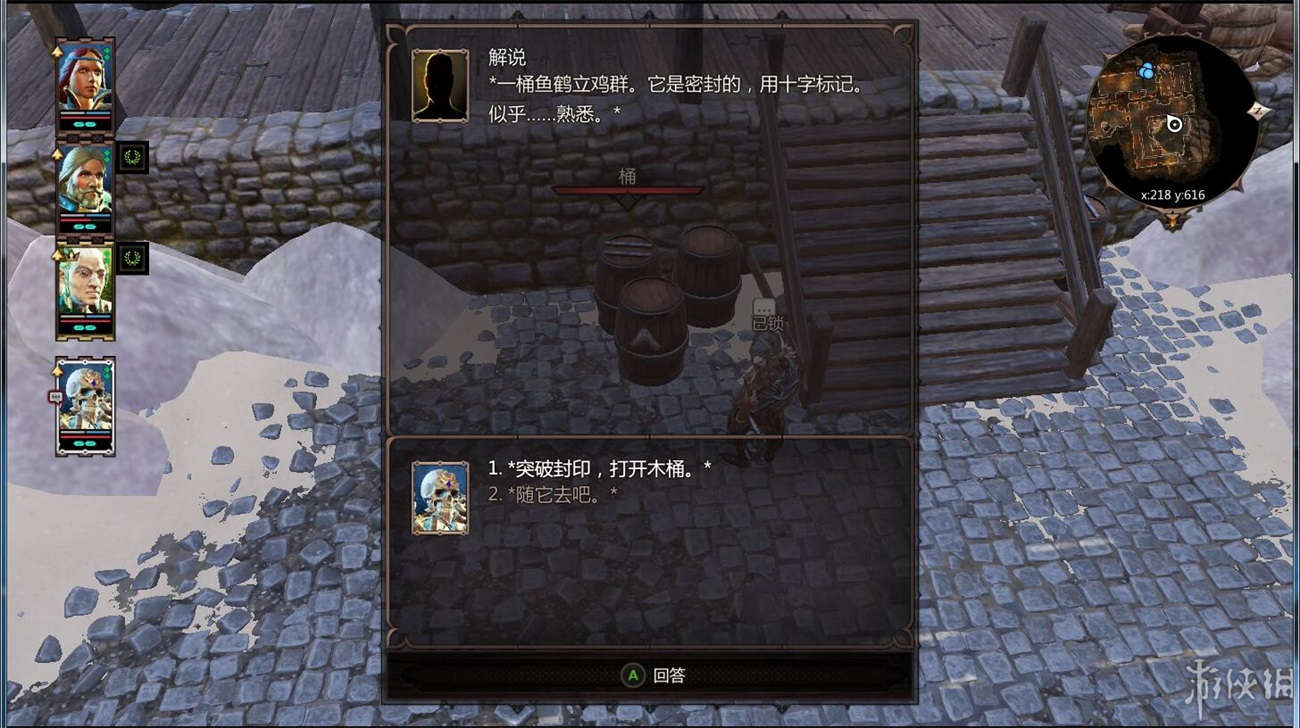 解说
*一桶鱼鹤立鸡群。它是密封的，用十字标记。
似乎......熟悉。*
桶
已锁
x:218 y:616
1. *突破封印，打开木桶。*
2. *随它去吧。*
A 回答
游侠网